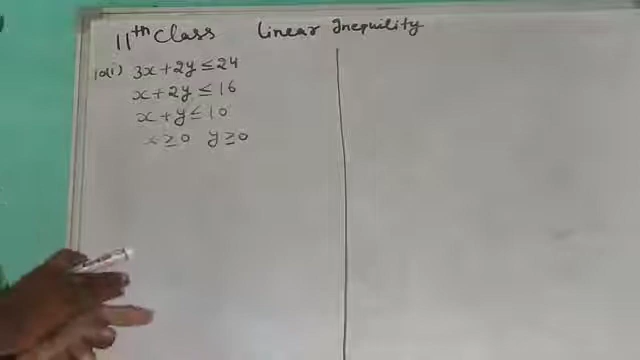 11th Class Linear Inequility
10(i) 3x+2y ≤ 24
x + 2y ≤ 16
x + y ≤ 10
x ≥ 0 y ≥ 0